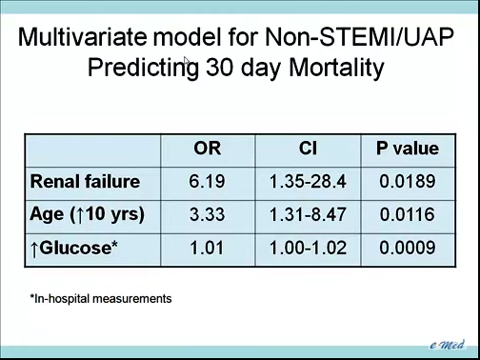 Multivariate model for Non-STEMI/UAP
Predicting 30 day Mortality
OR CI P value
Renal failure 6.19 1.35-28.4 0.0189
Age (↑10 yrs) 3.33 1.31-8.47 0.0116
↑Glucose* 1.01 1.00-1.02 0.0009
*In-hospital measurements
e Med